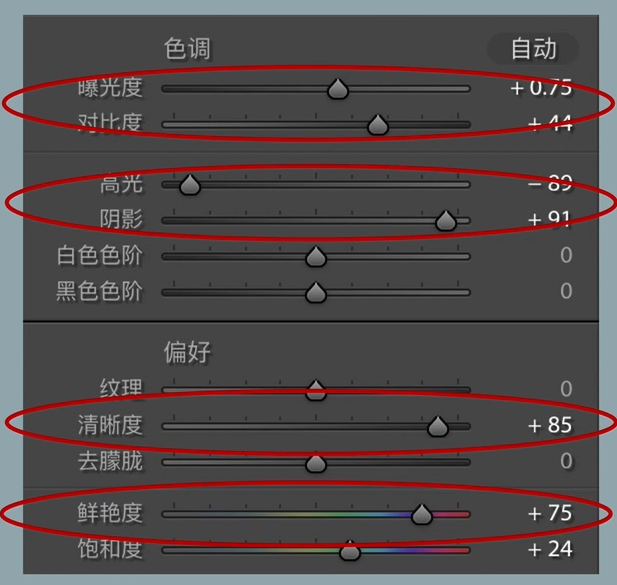 色调 自动
曝光度 + 0.75
对比度 + 44
高光 − 89
阴影 + 91
白色色阶 0
黑色色阶 0
偏好
纹理 0
清晰度 + 85
去朦胧 0
鲜艳度 + 75
饱和度 + 24